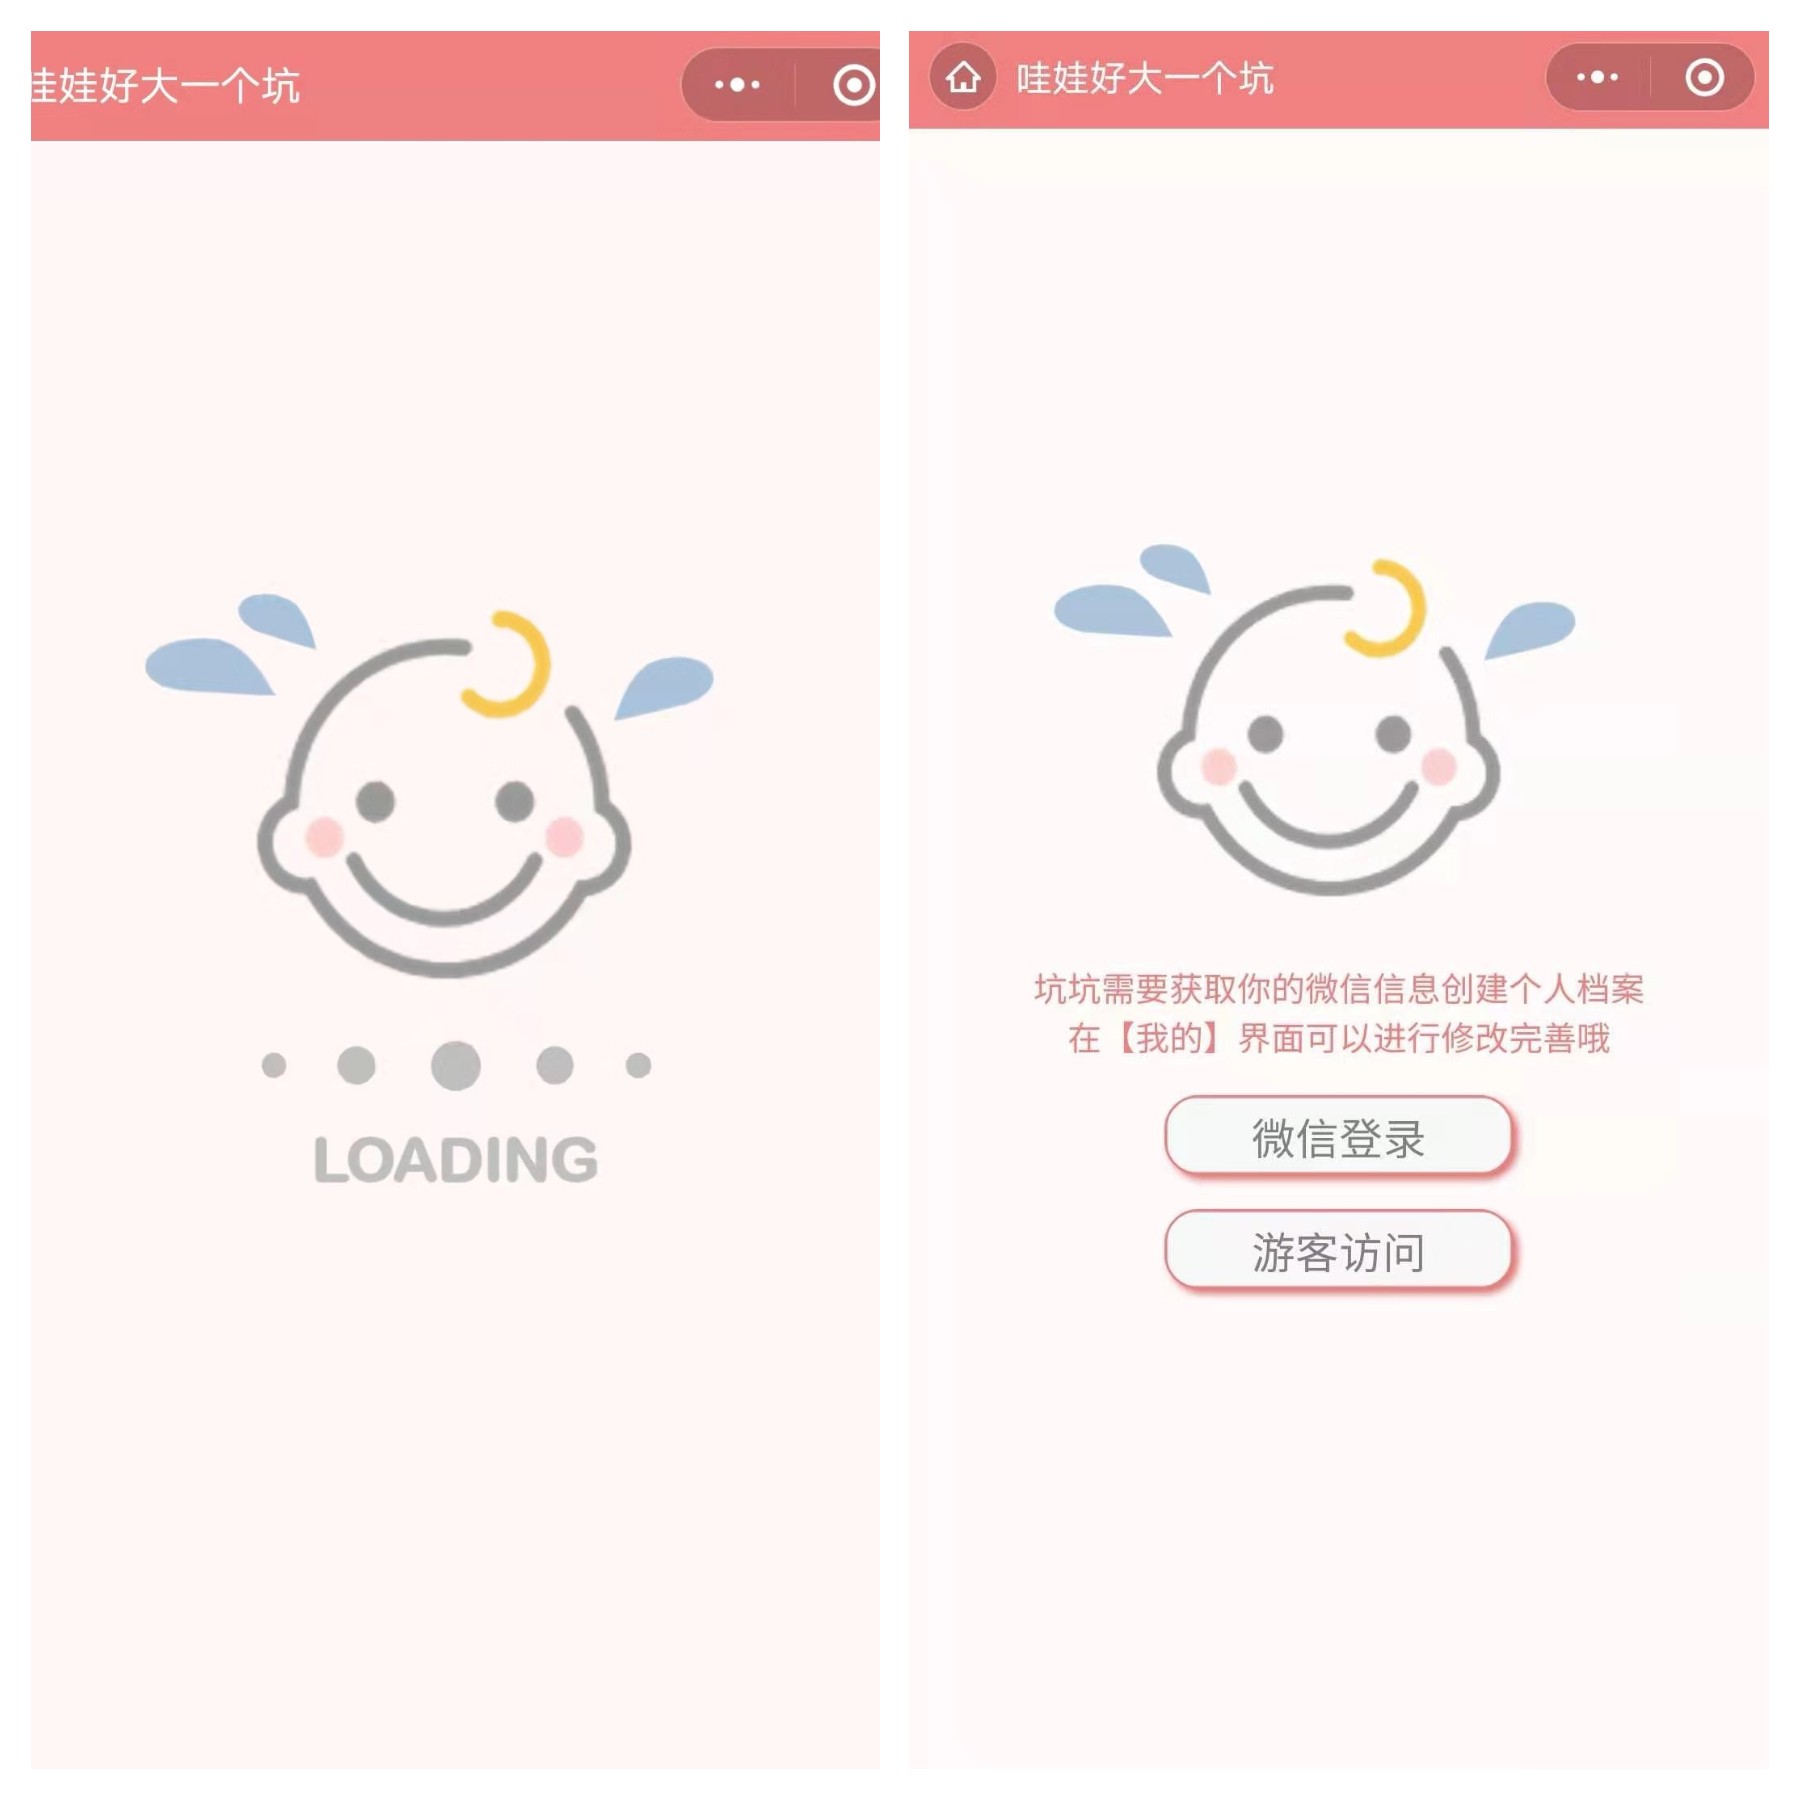 哇娃好大一个坑
LOADING
哇娃好大一个坑
坑坑需要获取你的微信信息创建个人档案
在【我的】界面可以进行修改完善哦
微信登录
游客访问